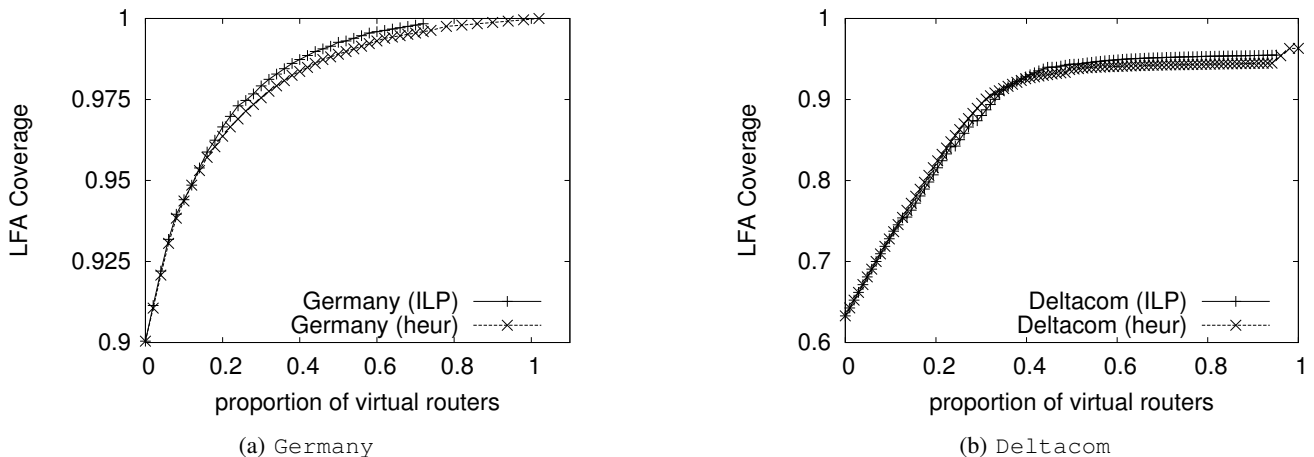 1
0.975
0.95
0.925
0.9
LFA Coverage
Germany (ILP)
Germany (heur)
0 0.2 0.4 0.6 0.8 1
proportion of virtual routers
(a) Germany
1
0.9
0.8
0.7
0.6
LFA Coverage
Deltacom (ILP)
Deltacom (heur)
0 0.2 0.4 0.6 0.8 1
proportion of virtual routers
(b) Deltacom